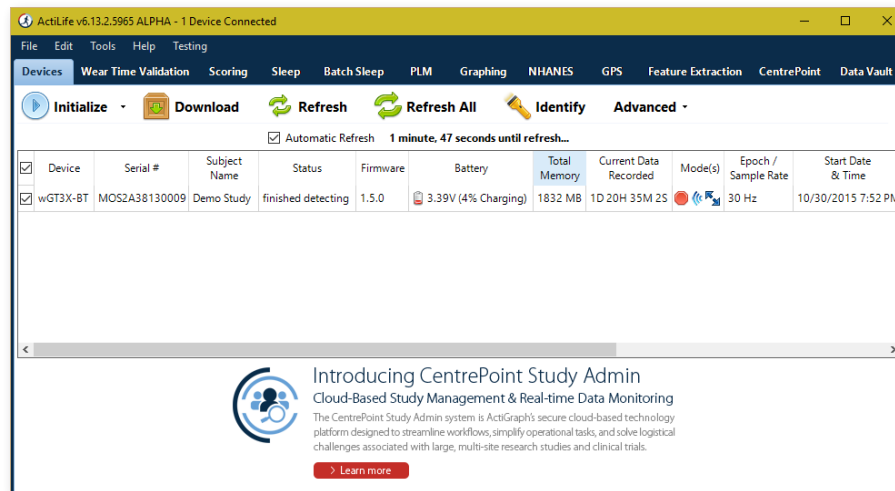 ActiLife v6.13.2.5965 ALPHA - 1 Device Connected
File Edit Tools Help Testing
Devices Wear Time Validation Scoring Sleep Batch Sleep PLM Graphing NHANES GPS Feature Extraction CentrePoint Data Vault
Initialize Download Refresh Refresh All Identify Advanced
Automatic Refresh 1 minute, 47 seconds until refresh...
Device Serial # Subject Name Status Firmware Battery Total Memory Current Data Recorded Mode(s) Epoch / Sample Rate Start Date & Time
wGT3X-BT MOS2A38130009 Demo Study finished detecting 1.5.0 3.39V (4% Charging) 1832 MB 1D 20H 35M 2S 30 Hz 10/30/2015 7:52 PM
Introducing CentrePoint Study Admin
Cloud-Based Study Management & Real-time Data Monitoring
The CentrePoint Study Admin system is ActiGraph's secure cloud-based technology
platform designed to streamline workflows, simplify operational tasks, and solve logistical
challenges associated with large, multi-site research studies and clinical trials.
> Learn more